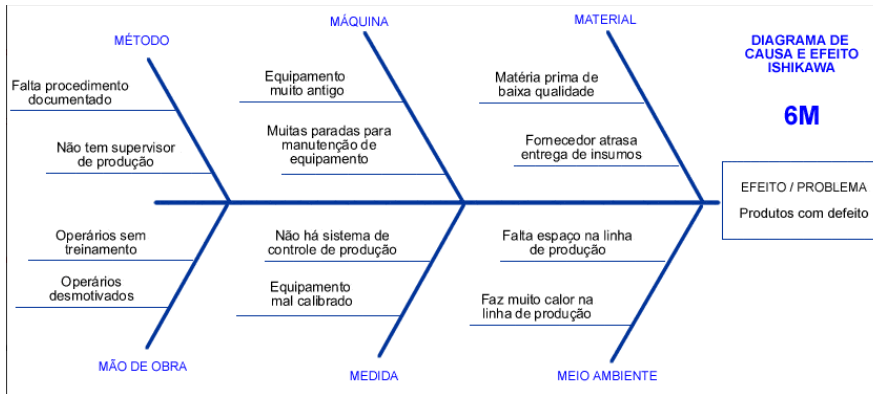 MÉTODO
MÁQUINA
MATERIAL
DIAGRAMA DE
CAUSA E EFEITO
ISHIKAWA
6M
Falta procedimento
documentado
Não tem supervisor
de produção
Equipamento
muito antigo
Muitas paradas para
manutenção de
equipamento
Matéria prima de
baixa qualidade
Fornecedor atrasa
entrega de insumos
EFEITO / PROBLEMA
Produtos com defeito
Operários sem
treinamento
Operários
desmotivados
Não há sistema de
controle de produção
Equipamento
mal calibrado
Falta espaço na linha
de produção
Faz muito calor na
linha de produção
MÃO DE OBRA
MEDIDA
MEIO AMBIENTE